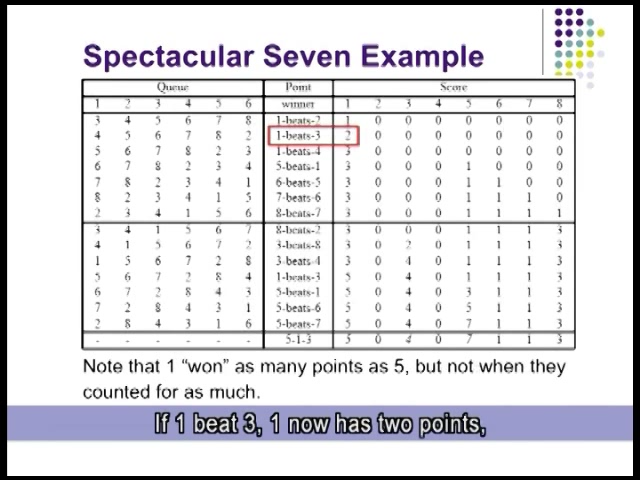 Spectacular Seven Example
Queue Point Score
1 2 3 4 5 6 winner 1 2 3 4 5 6 7 8
3 4 5 6 7 8 1-beats-2 1 0 0 0 0 0 0 0
4 5 6 7 8 2 1-beats-3 2 0 0 0 0 0 0 0
5 6 7 8 2 3 1-beats-4 3 0 0 0 0 0 0 0
6 7 8 2 3 4 5-beats-1 3 0 0 0 1 0 0 0
7 8 2 3 4 1 6-beats-5 3 0 0 0 1 1 0 0
8 2 3 4 1 5 7-beats-6 3 0 0 0 1 1 1 0
2 3 4 1 5 6 8-beats-7 3 0 0 0 1 1 1 1
3 4 1 5 6 7 8-beats-2 3 0 0 0 1 1 1 3
4 1 5 6 7 2 3-beats-8 3 0 2 0 1 1 1 3
1 5 6 7 2 8 3-beats-4 3 0 4 0 1 1 1 3
5 6 7 2 8 4 1-beats-3 5 0 4 0 1 1 1 3
6 7 2 8 4 3 5-beats-1 5 0 4 0 3 1 1 3
7 2 8 4 3 1 5-beats-6 5 0 4 0 5 1 1 3
2 8 4 3 1 6 5-beats-7 5 0 4 0 7 1 1 3
- - - - - - 5-1-3 5 0 4 0 7 1 1 3
Note that 1 “won” as many points as 5, but not when they
counted for as much.
If 1 beat 3, 1 now has two points,